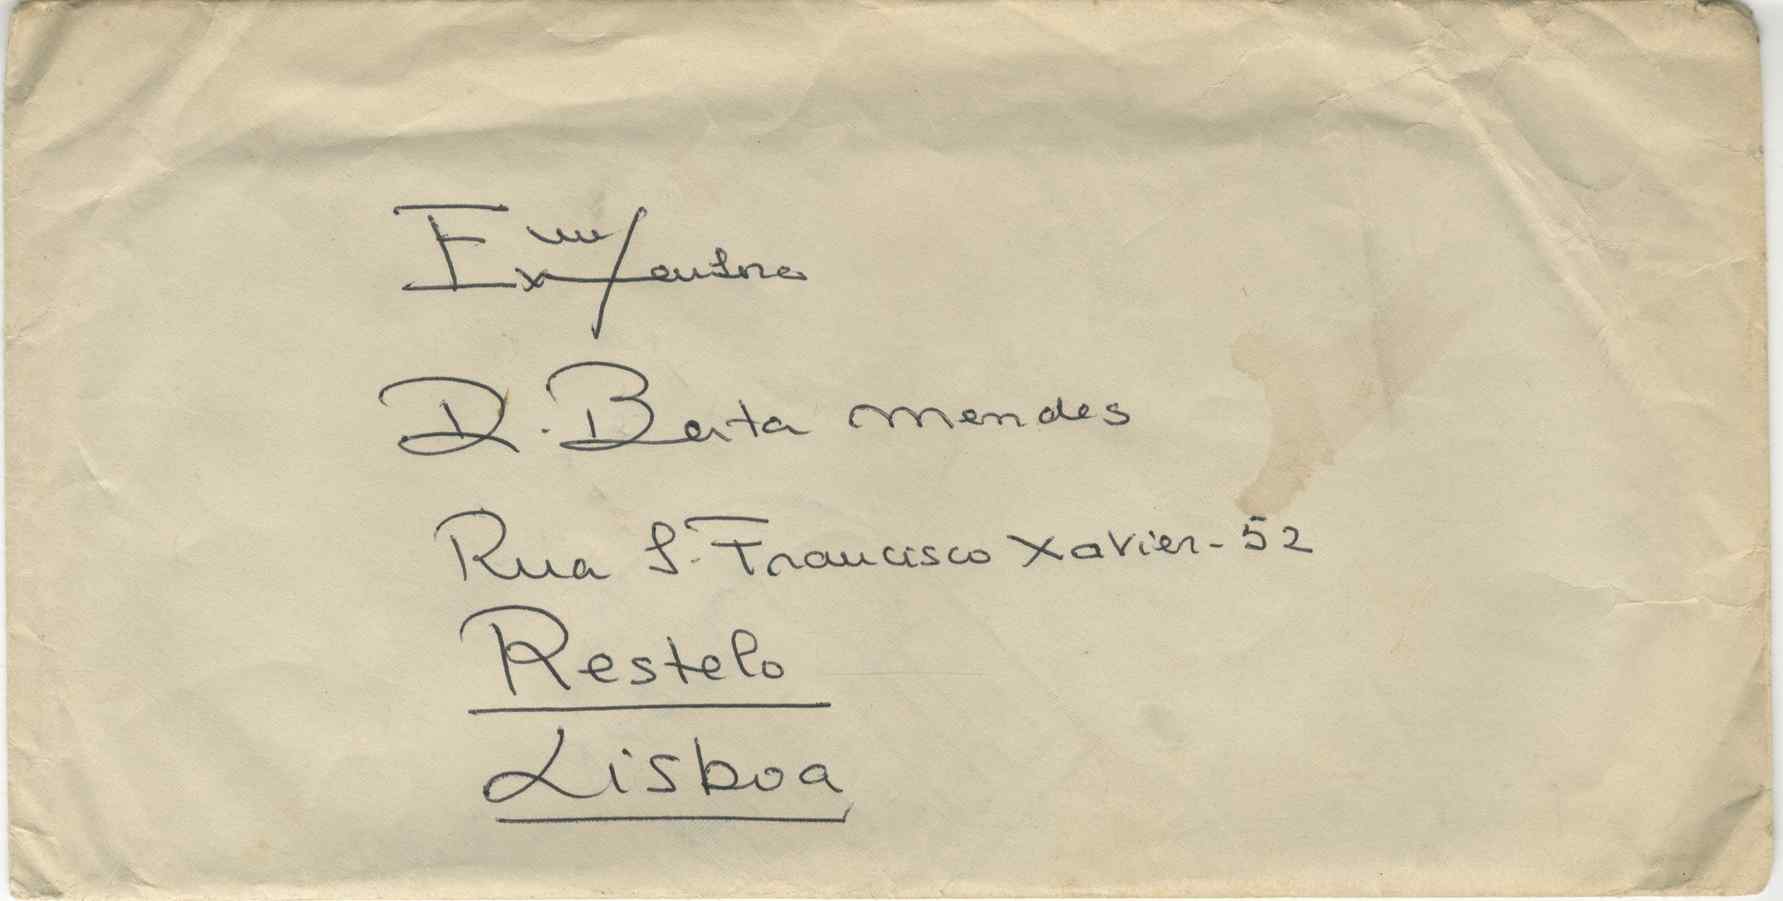 Exma Senhora
D. Berta Mendes
Rua S. Francisco Xavier - 52
Restelo
Lisboa